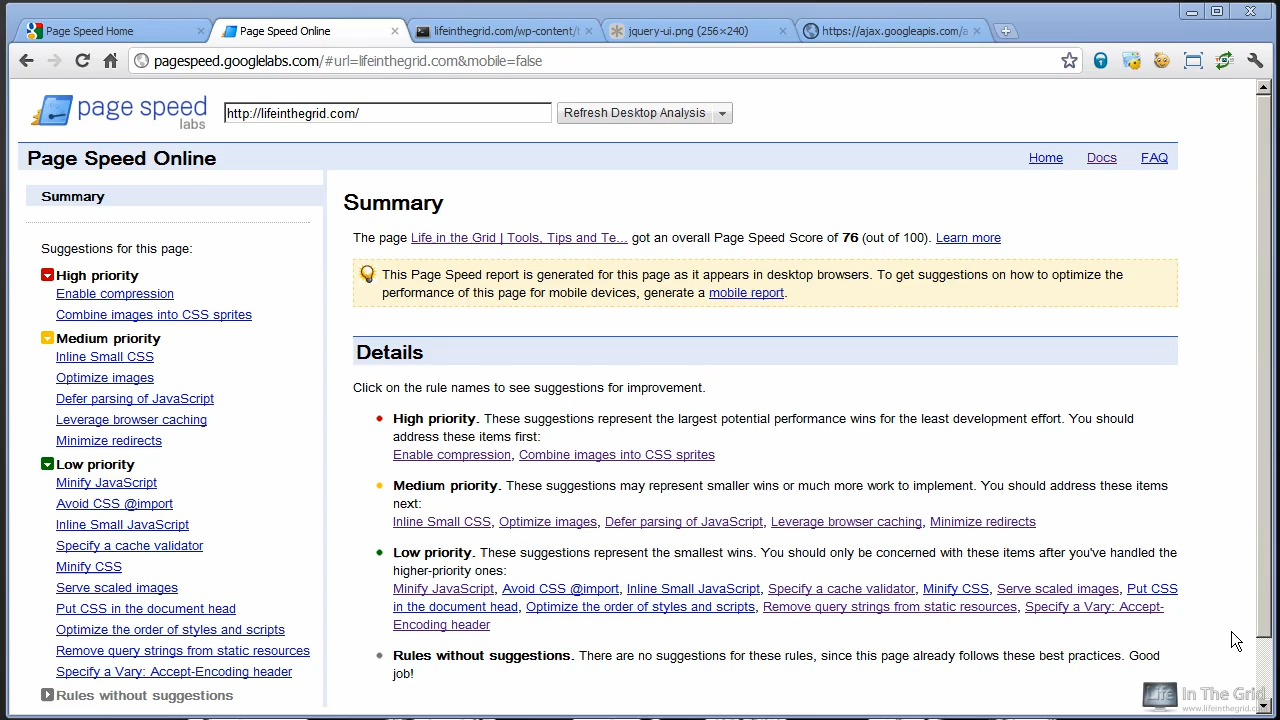 Page Speed Home
Page Speed Online
lifeinthegrid.com/wp-content/t
jquery-ui.png (256×240)
https://ajax.googleapis.com/a
pagespeed.googlelabs.com/#url=lifeinthegrid.com&mobile=false
page speed
labs
http://lifeinthegrid.com/
Refresh Desktop Analysis
Page Speed Online
Home
Docs
FAQ
Summary
Suggestions for this page:
High priority
Enable compression
Combine images into CSS sprites
Medium priority
Inline Small CSS
Optimize images
Defer parsing of JavaScript
Leverage browser caching
Minimize redirects
Low priority
Minify JavaScript
Avoid CSS @import
Inline Small JavaScript
Specify a cache validator
Minify CSS
Serve scaled images
Put CSS in the document head
Optimize the order of styles and scripts
Remove query strings from static resources
Specify a Vary: Accept-Encoding header
Rules without suggestions
Summary
The page Life in the Grid | Tools, Tips and Te... got an overall Page Speed Score of 76 (out of 100). Learn more
This Page Speed report is generated for this page as it appears in desktop browsers. To get suggestions on how to optimize the
performance of this page for mobile devices, generate a mobile report.
Details
Click on the rule names to see suggestions for improvement.
High priority. These suggestions represent the largest potential performance wins for the least development effort. You should
address these items first:
Enable compression, Combine images into CSS sprites
Medium priority. These suggestions may represent smaller wins or much more work to implement. You should address these items
next:
Inline Small CSS, Optimize images, Defer parsing of JavaScript, Leverage browser caching, Minimize redirects
Low priority. These suggestions represent the smallest wins. You should only be concerned with these items after you've handled the
higher-priority ones:
Minify JavaScript, Avoid CSS @import, Inline Small JavaScript, Specify a cache validator, Minify CSS, Serve scaled images, Put CSS
in the document head, Optimize the order of styles and scripts, Remove query strings from static resources, Specify a Vary: Accept-
Encoding header
Rules without suggestions. There are no suggestions for these rules, since this page already follows these best practices. Good
job!
Life In The Grid
www.lifeinthegrid.co